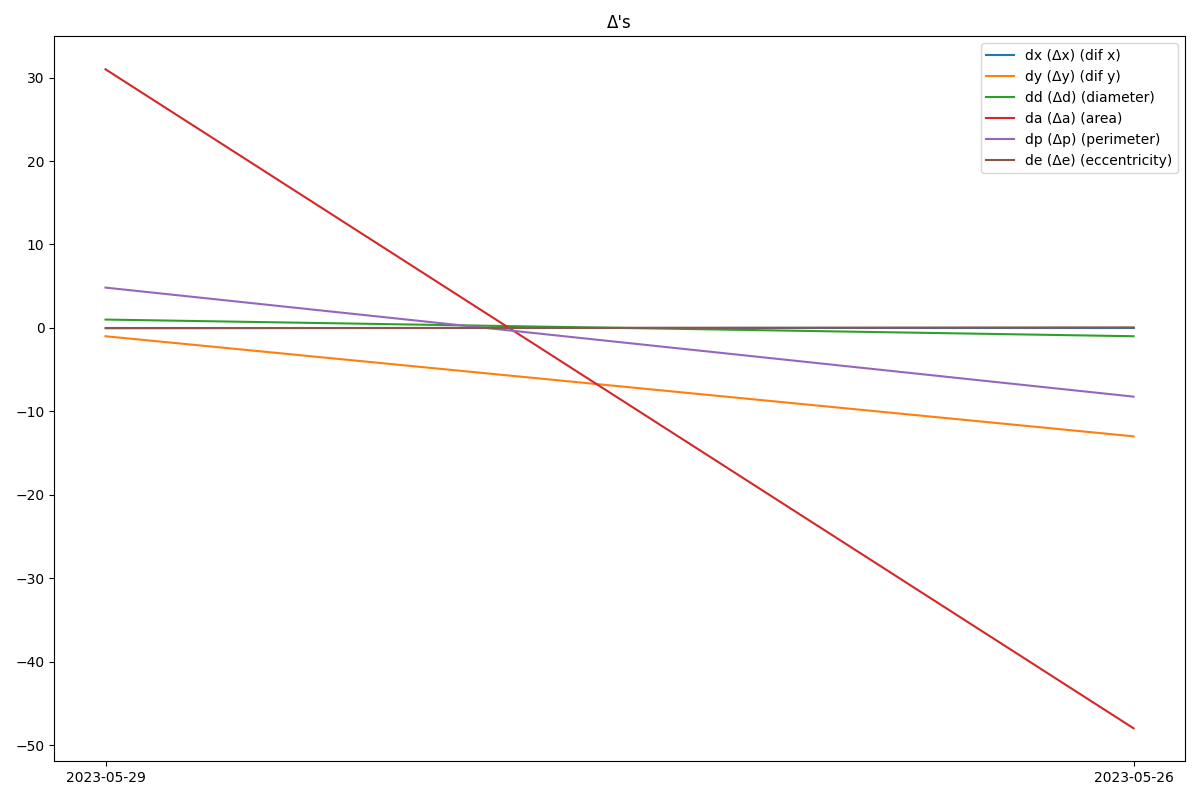 Δ's
dx (Δx) (dif x)
dy (Δy) (dif y)
dd (Δd) (diameter)
da (Δa) (area)
dp (Δp) (perimeter)
de (Δe) (eccentricity)
30
20
10
0
−10
−20
−30
−40
−50
2023-05-29 2023-05-26